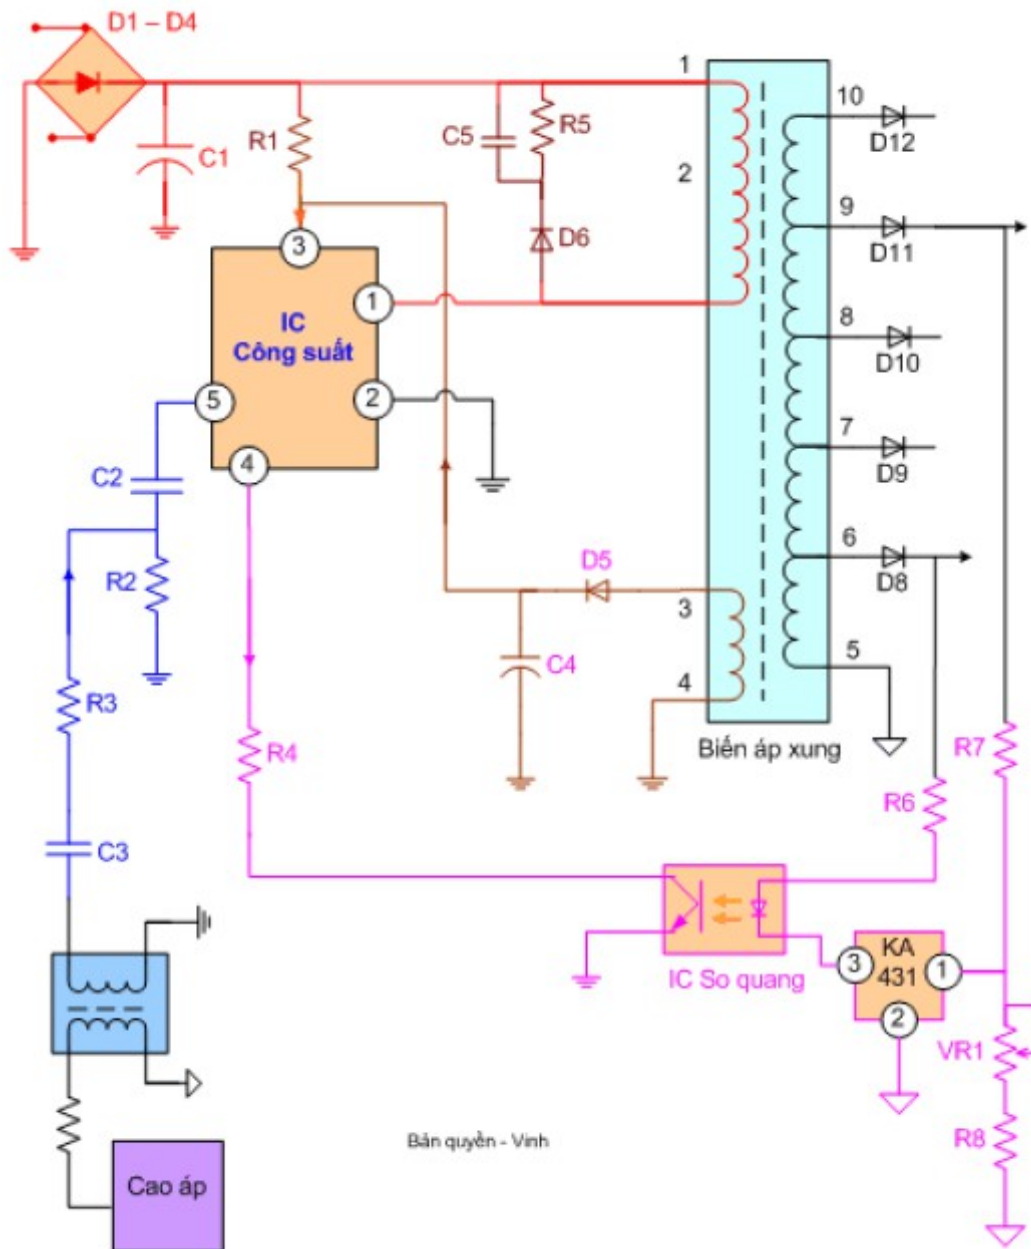 D1 – D4
C1
R1
C5
R5
D6
1
2
10
D12
9
D11
8
D10
7
D9
6
D8
5
3
4
Biến áp xung
3
1
2
5
4
IC
Công suất
C2
R2
R3
C3
R4
D5
C4
R7
R6
IC So quang
KA
431
3
1
2
VR1
R8
Bản quyền - Vinh
Cao áp